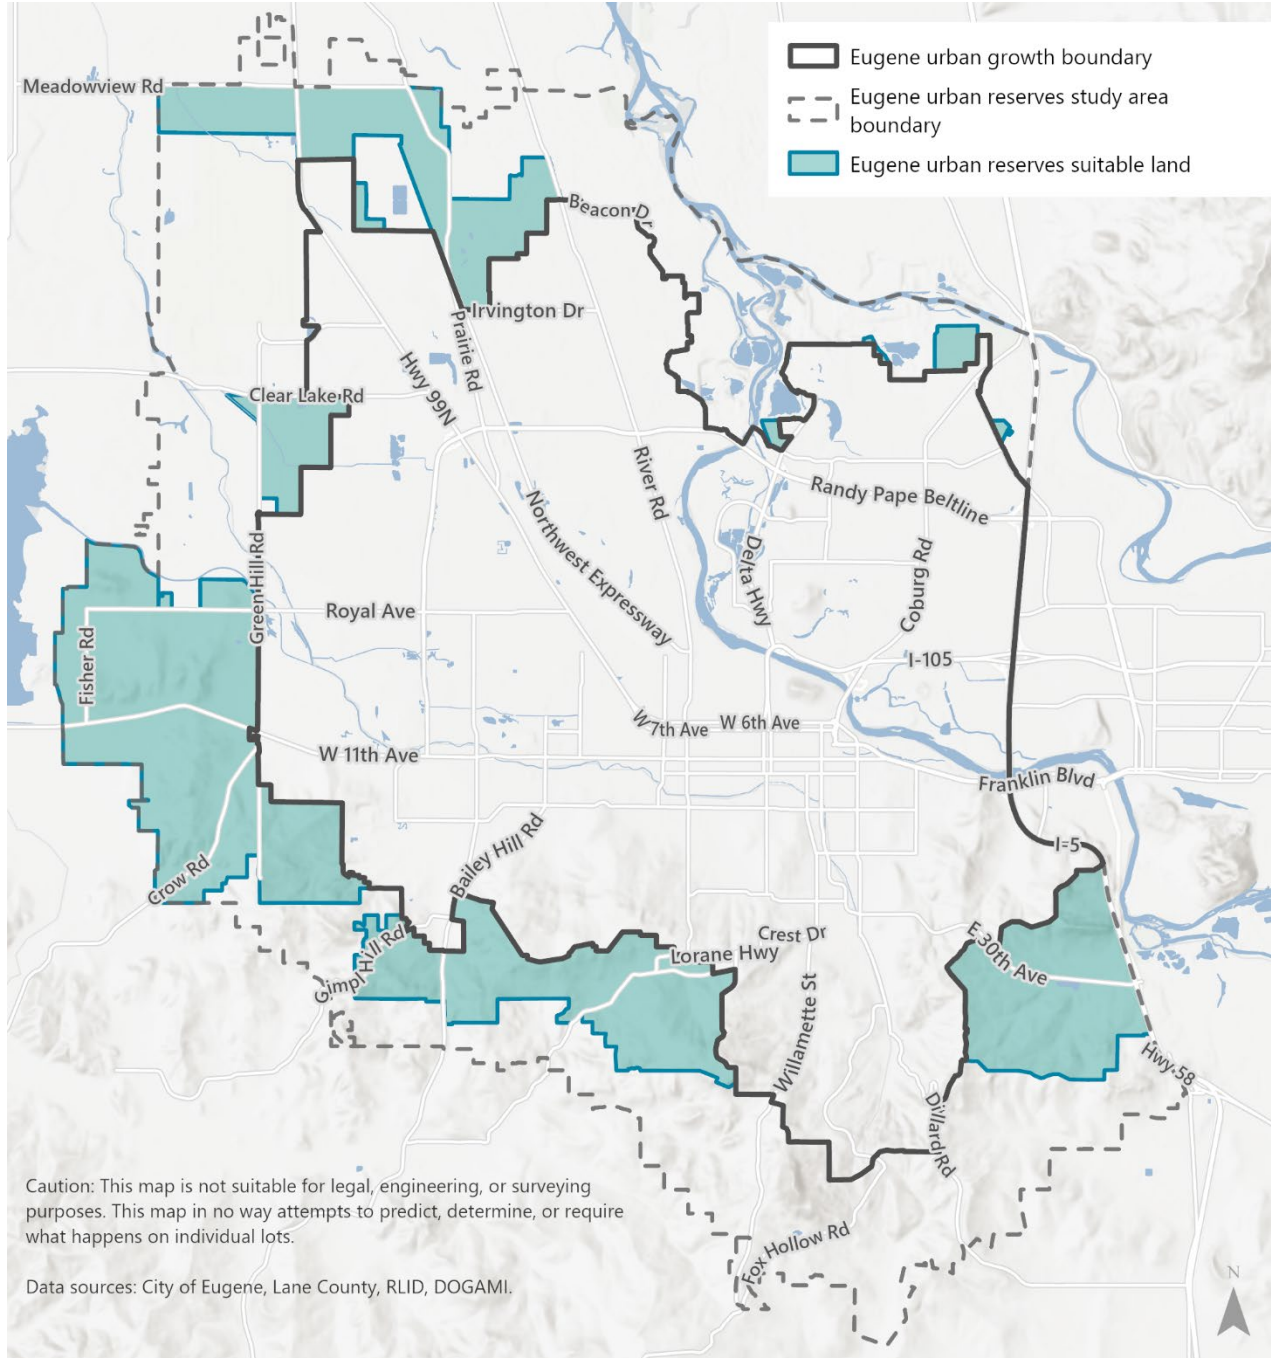 Eugene urban growth boundary
Eugene urban reserves study area
boundary
Eugene urban reserves suitable land
Meadowview Rd
Beacon Dr
Irvington Dr
Prairie Rd
Hwy 99N
Clear Lake Rd
River Rd
Randy Pape Beltline
Northwest Expressway
Delta Hwy
Coburg Rd
Green Hill Rd
Royal Ave
Fisher Rd
I-105
W 7th Ave
W 6th Ave
W 11th Ave
Franklin Blvd
I-5
Bailey Hill Rd
Crow Rd
Gimpl Hill Rd
Crest Dr
Lorane Hwy
E 30th Ave
Willamette St
Hwy 58
Dillard Rd
Fox Hollow Rd
Caution: This map is not suitable for legal, engineering, or surveying
purposes. This map in no way attempts to predict, determine, or require
what happens on individual lots.
Data sources: City of Eugene, Lane County, RLID, DOGAMI.
N